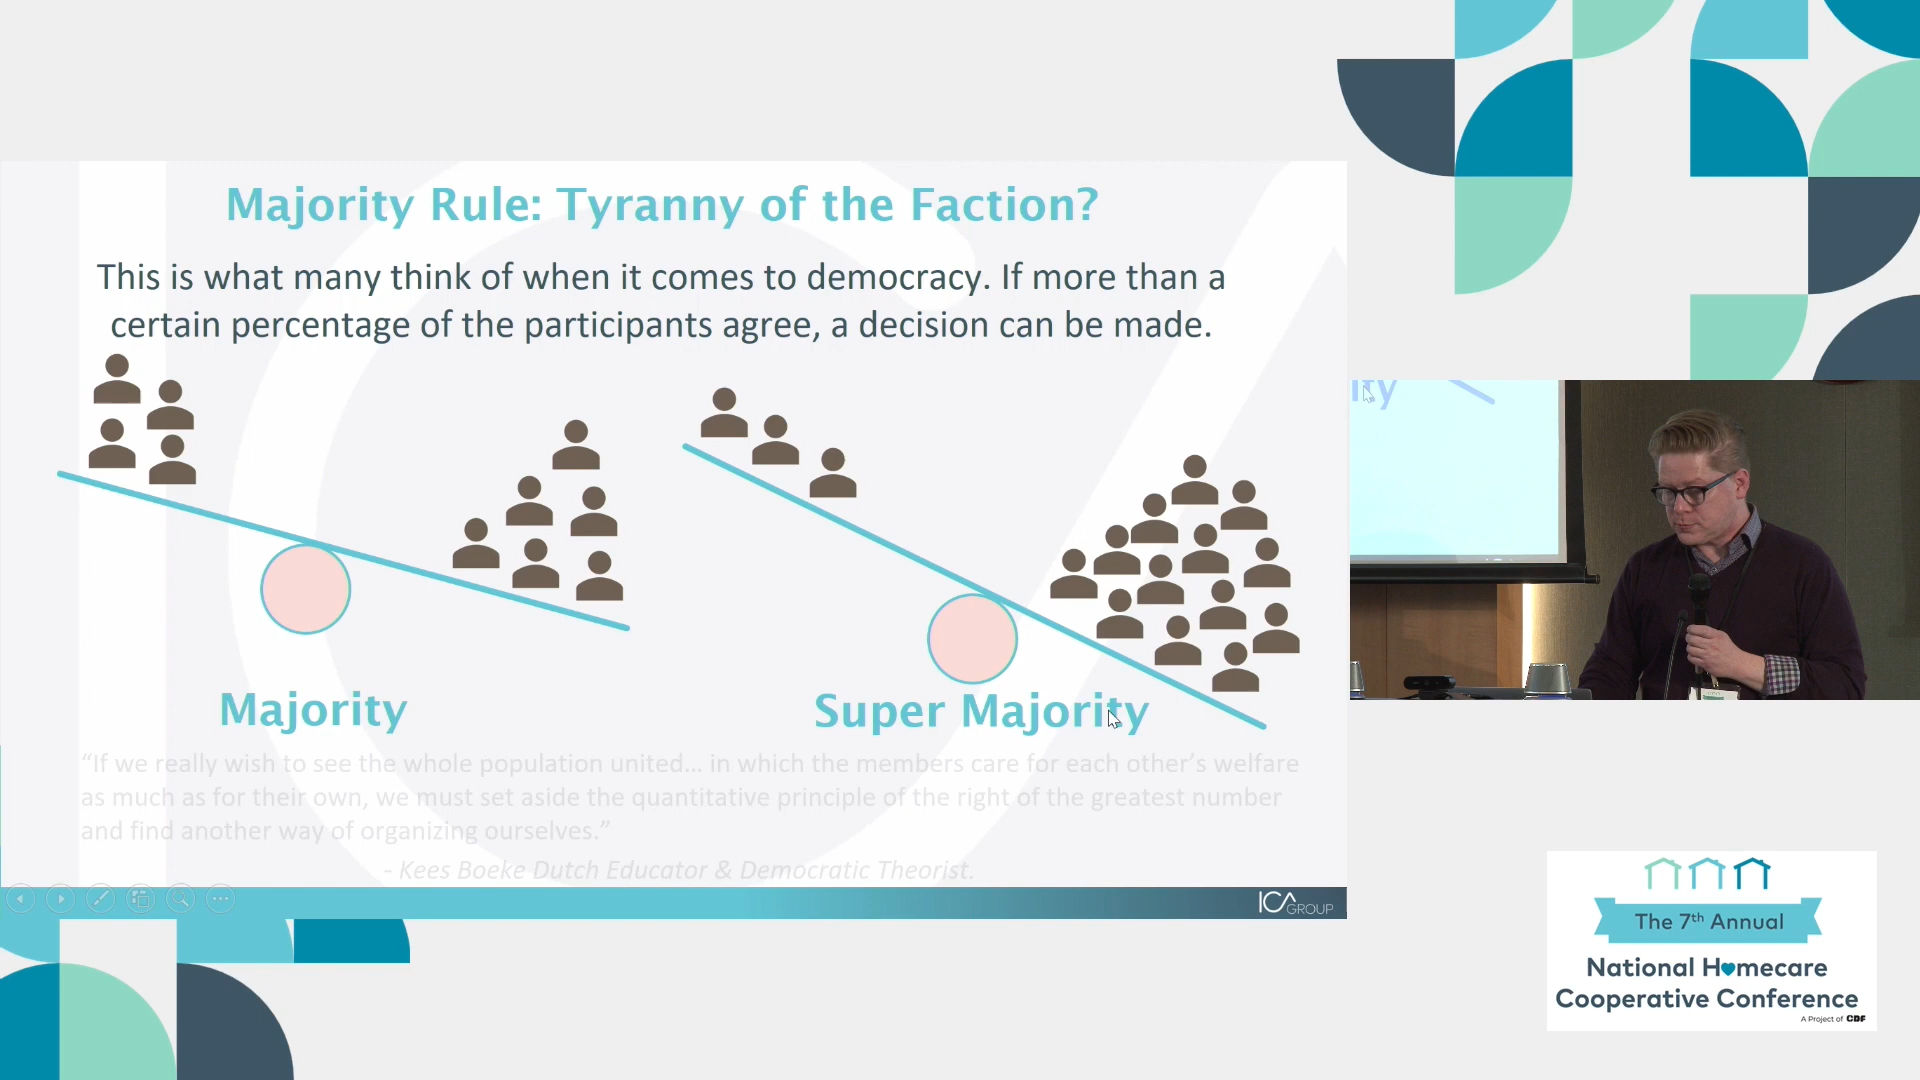 Majority Rule: Tyranny of the Faction?
This is what many think of when it comes to democracy. If more than a
certain percentage of the participants agree, a decision can be made.
Majority
Super Majority
“If we really wish to see the whole population united... in which the members care for each other’s welfare
as much as for their own, we must set aside the quantitative principle of the right of the greatest number
and find another way of organizing ourselves.”
- Kees Boeke Dutch Educator & Democratic Theorist.
ICA GROUP
ity
The 7th Annual
National Homecare
Cooperative Conference
A Project of CDF